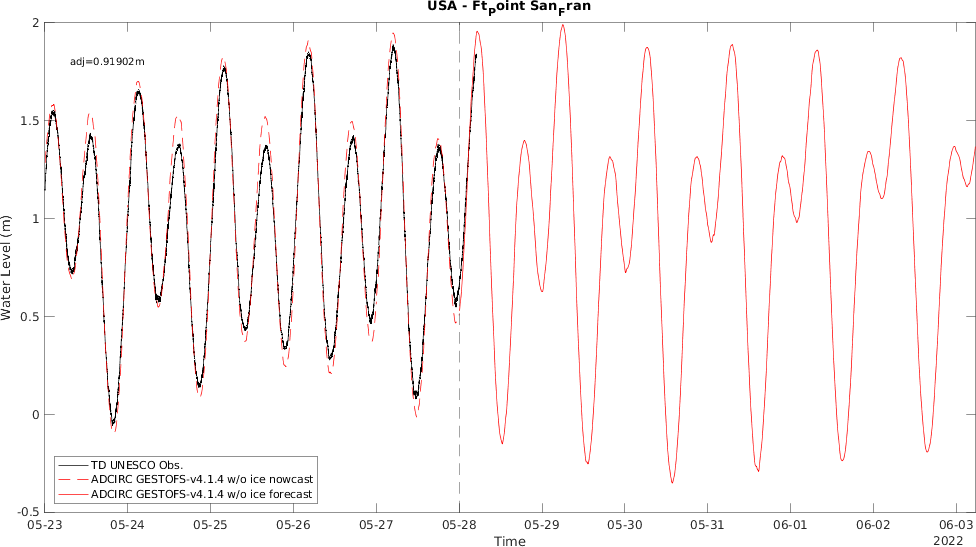 USA - FtPoint SanFran
adj=0.91902m
2
1.5
1
0.5
0
-0.5
Water Level (m)
TD UNESCO Obs.
ADCIRC GESTOFS-v4.1.4 w/o ice nowcast
ADCIRC GESTOFS-v4.1.4 w/o ice forecast
05-23 05-24 05-25 05-26 05-27 05-28 05-29 05-30 05-31 06-01 06-02 06-03
Time
2022